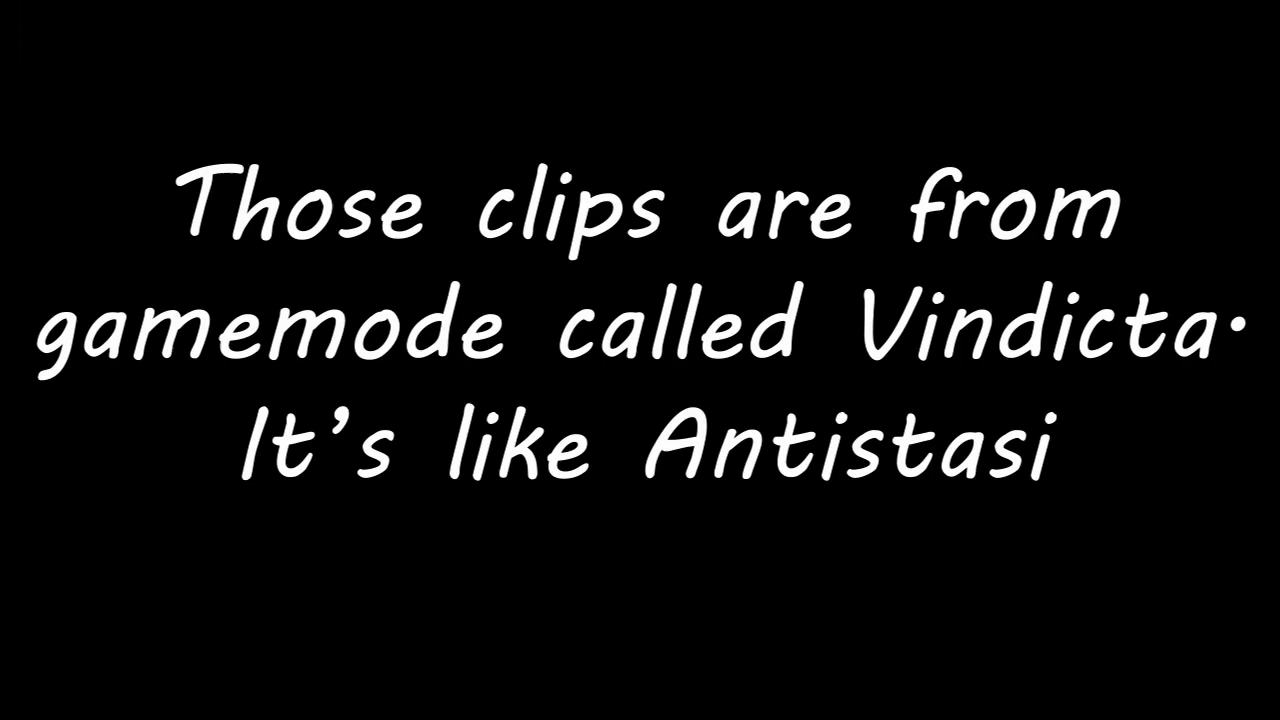 Those clips are from
gamemode called Vindicta.
It's like Antistasi